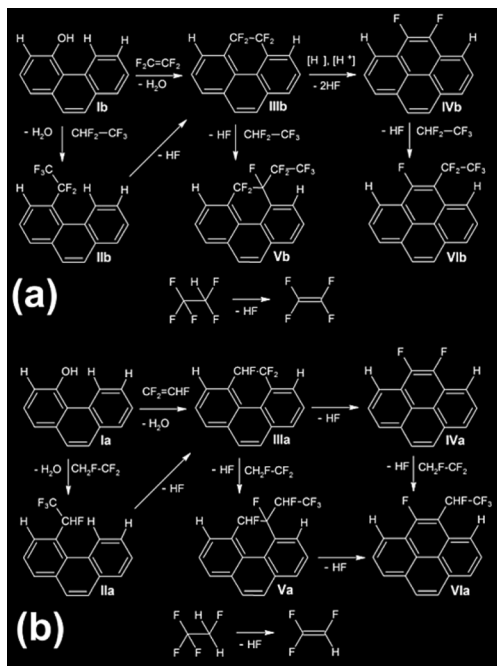 H OH H H F₂C=CF₂ H CF₂-CF₂ H [H ], [H⁺] F F
- H₂O - 2HF H H
Ib IIIb IVb
- H₂O CHF₂-CF₃ - HF CHF₂-CF₃ - HF CHF₂-CF₃
F₃C - HF F CF₂-CF₃ F CF₂-CF₃
H CF₂ H H H CF₂ H H
IIb Vb VIb
(a)
F H F F F
F F F - HF F F
H OH H H CF₂=CHF H CHF·CF₂ H F F
- H₂O - HF H H
Ia IIIa IVa
- H₂O CH₂F-CF₂ - HF CH₂F-CF₂ - HF CH₂F-CF₂
F₃C - HF F CHF-CF₃ F CHF-CF₃
H CHF H H H CHF H H
IIa Va - HF VIa
(b)
F H F F F
F F H - HF F H